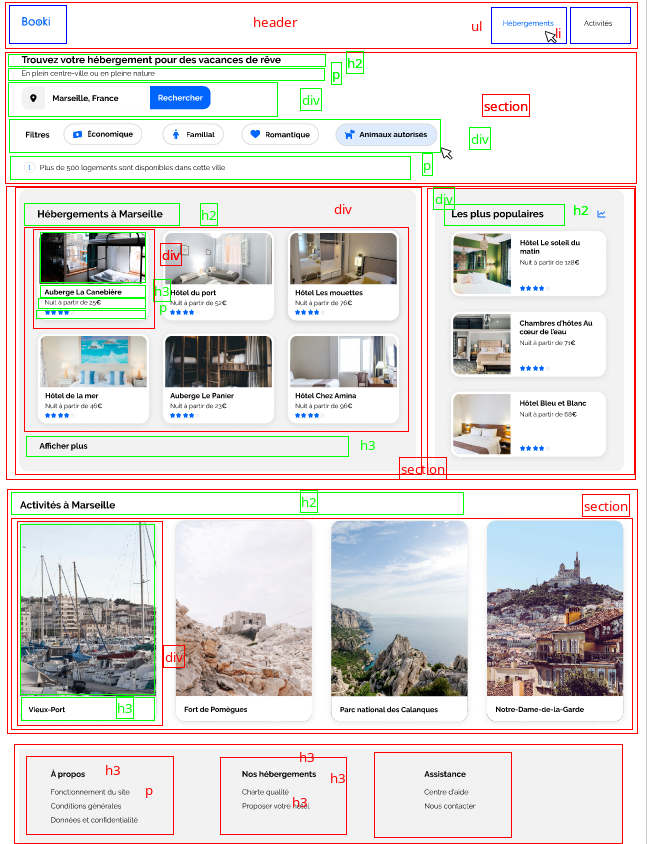 Booki
header
ul
Hébergements
li
Activités
Trouvez votre hébergement pour des vacances de rêve
h2
En plein centre-ville ou en pleine nature
p
Marseille, France
Rechercher
div
section
Filtres
Économique
Familial
Romantique
Animaux autorisés
div
Plus de 500 logements sont disponibles dans cette ville
p
Hébergements à Marseille
h2
div
div
Auberge La Canebière
h3
Nuit à partir de 25€
p
Hôtel du port
Nuit à partir de 52€
Hôtel Les mouettes
Nuit à partir de 76€
Hôtel de la mer
Nuit à partir de 46€
Auberge Le Panier
Nuit à partir de 23€
Hôtel Chez Amina
Nuit à partir de 96€
Afficher plus
h3
section
div
Les plus populaires
h2
Hôtel Le soleil du
matin
Nuit à partir de 128€
Chambres d'hôtes Au
cœur de l'eau
Nuit à partir de 71€
Hôtel Bleu et Blanc
Nuit à partir de 68€
Activités à Marseille
h2
section
div
Vieux-Port
h3
Fort de Pomègues
Parc national des Calanques
Notre-Dame-de-la-Garde
À propos
h3
Fonctionnement du site
p
Conditions générales
Données et confidentialité
h3
Nos hébergements
h3
Charte qualité
Proposer votre hôtel
h3
Assistance
Centre d'aide
Nous contacter